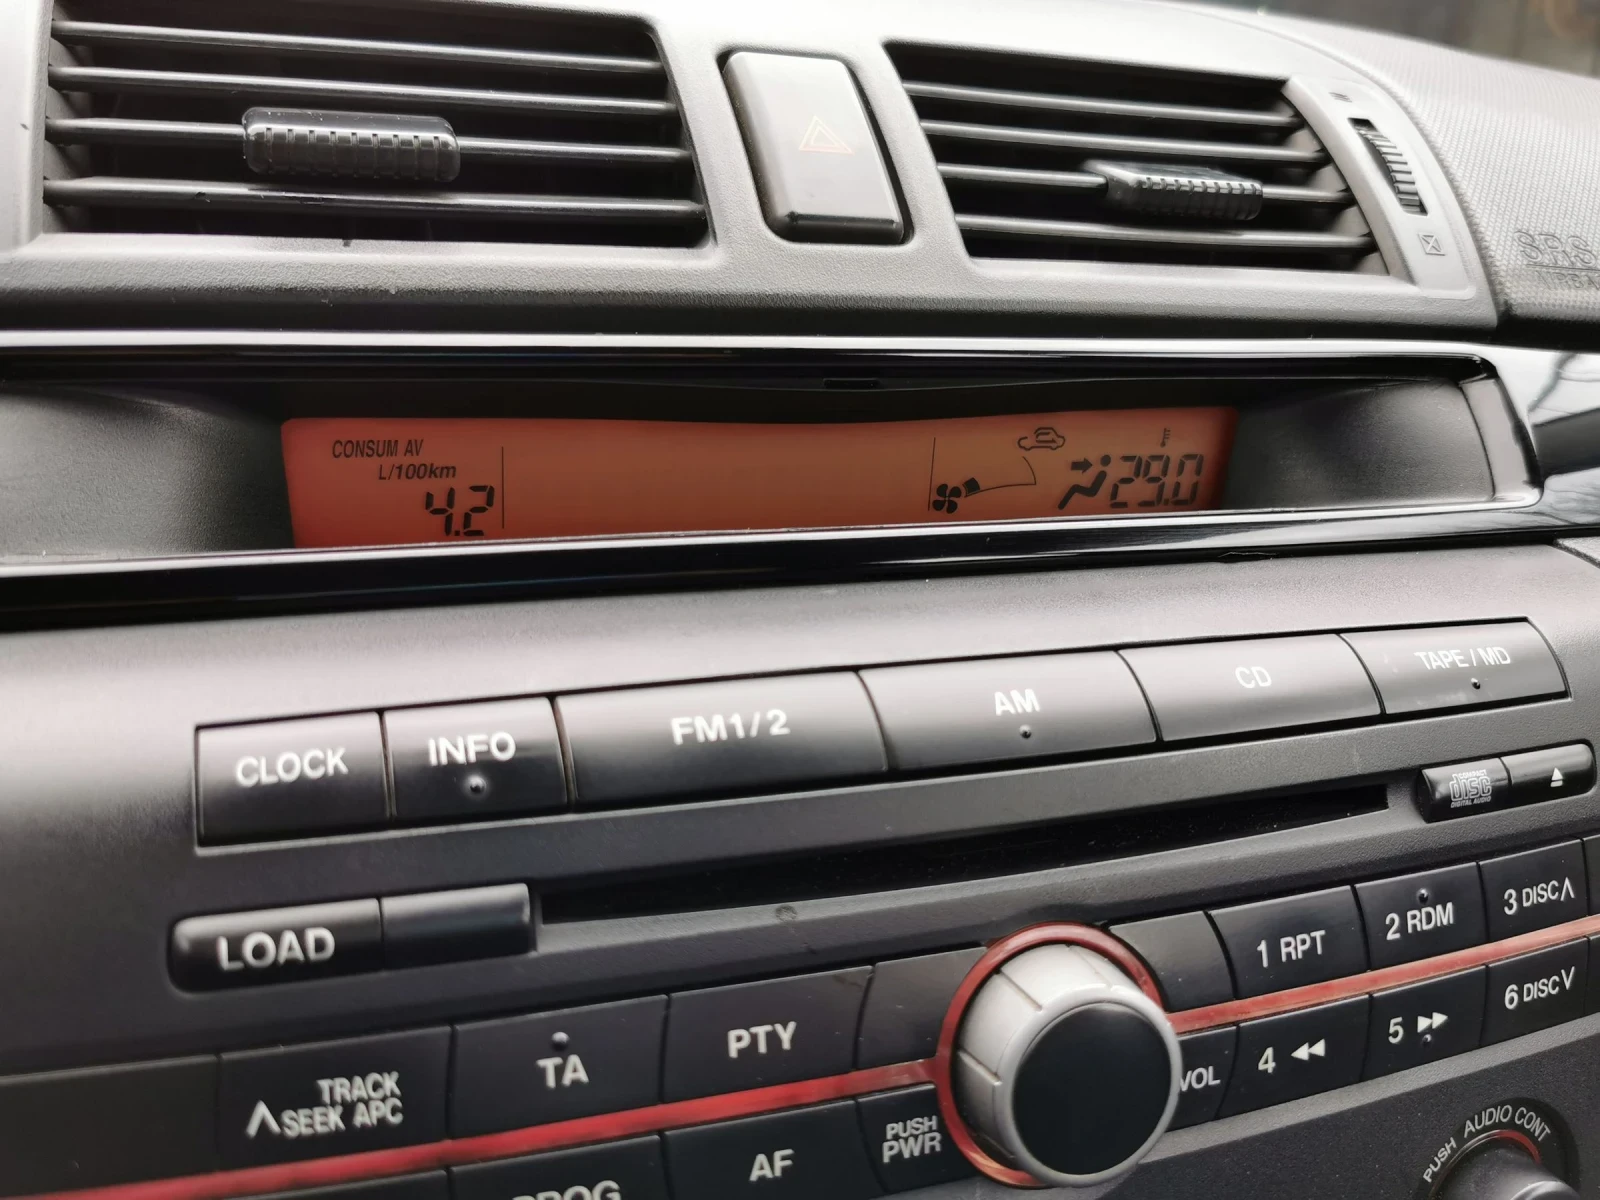 SRS
CONSUM AV
L/100km
4.2
29.0
CLOCK
INFO
FM1/2
AM
CD
TAPE / MD
COMPACT
disc
DIGITAL AUDIO
LOAD
1 RPT
2 RDM
3 DISC
TRACK
SEEK APC
TA
PTY
VOL
4
5
6 DISC
PROG
AF
PUSH
PWR
PUSH AUDIO CONT